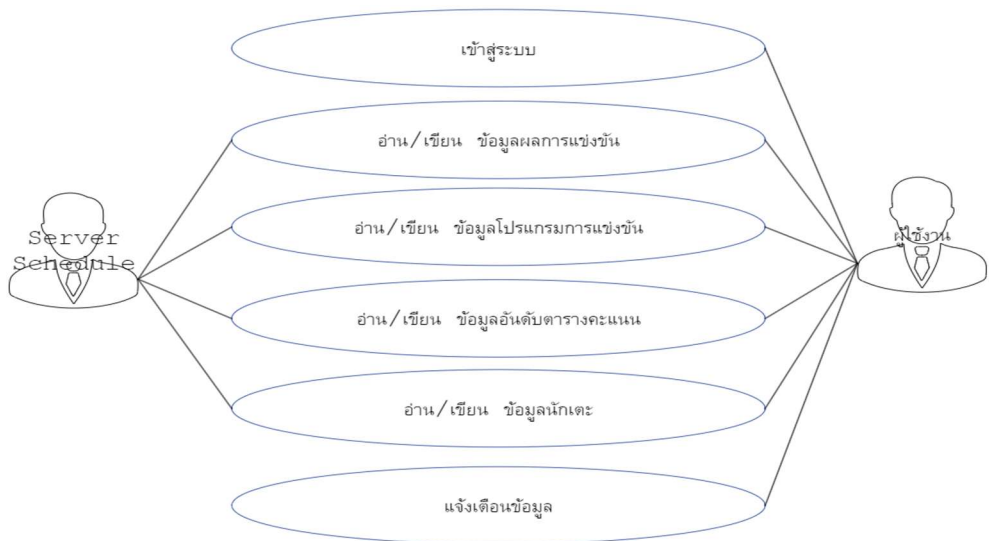 เข้าสู่ระบบ
อ่าน/เขียน ข้อมูลผลการแข่งขัน
อ่าน/เขียน ข้อมูลโปรแกรมการแข่งขัน
Server
Schedule
ผู้ใช้งาน
อ่าน/เขียน ข้อมูลอันดับตารางคะแนน
อ่าน/เขียน ข้อมูลนักเตะ
แจ้งเตือนข้อมูล